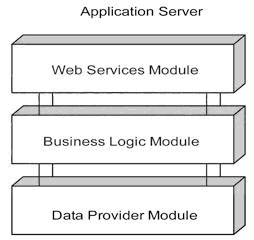 Application Server
Web Services Module
Business Logic Module
Data Provider Module